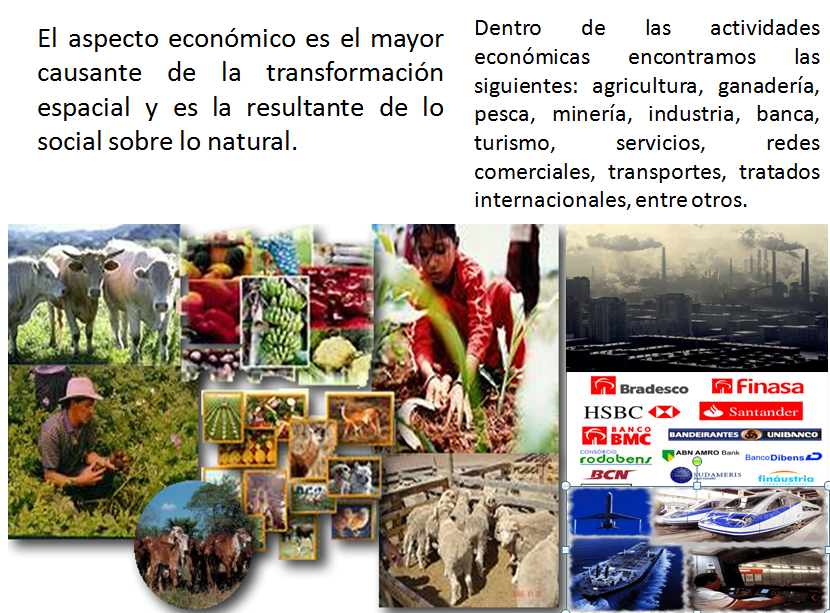 El aspecto económico es el mayor
causante de la transformación
espacial y es la resultante de lo
social sobre lo natural.
Dentro de las actividades
económicas encontramos las
siguientes: agricultura, ganadería,
pesca, minería, industria, banca,
turismo, servicios, redes
comerciales, transportes, tratados
internacionales, entre otros.
Bradesco Finasa
HSBC Santander
BANCO BMC BANDEIRANTES UNIBANCO
CONSÓRCIO rodobens ABN AMRO Bank BancoDibens
BCN SUDAMERIS fináustria